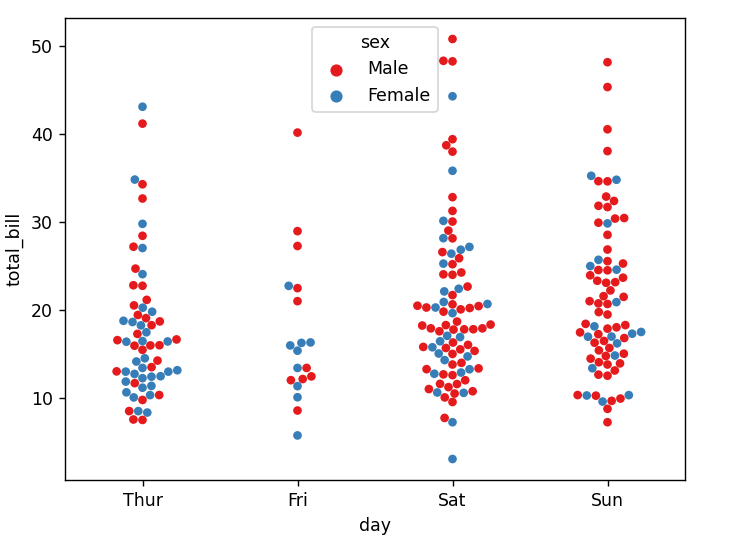 sex
Male
Female
50
40
30
20
10
total_bill
Thur Fri Sat Sun
day